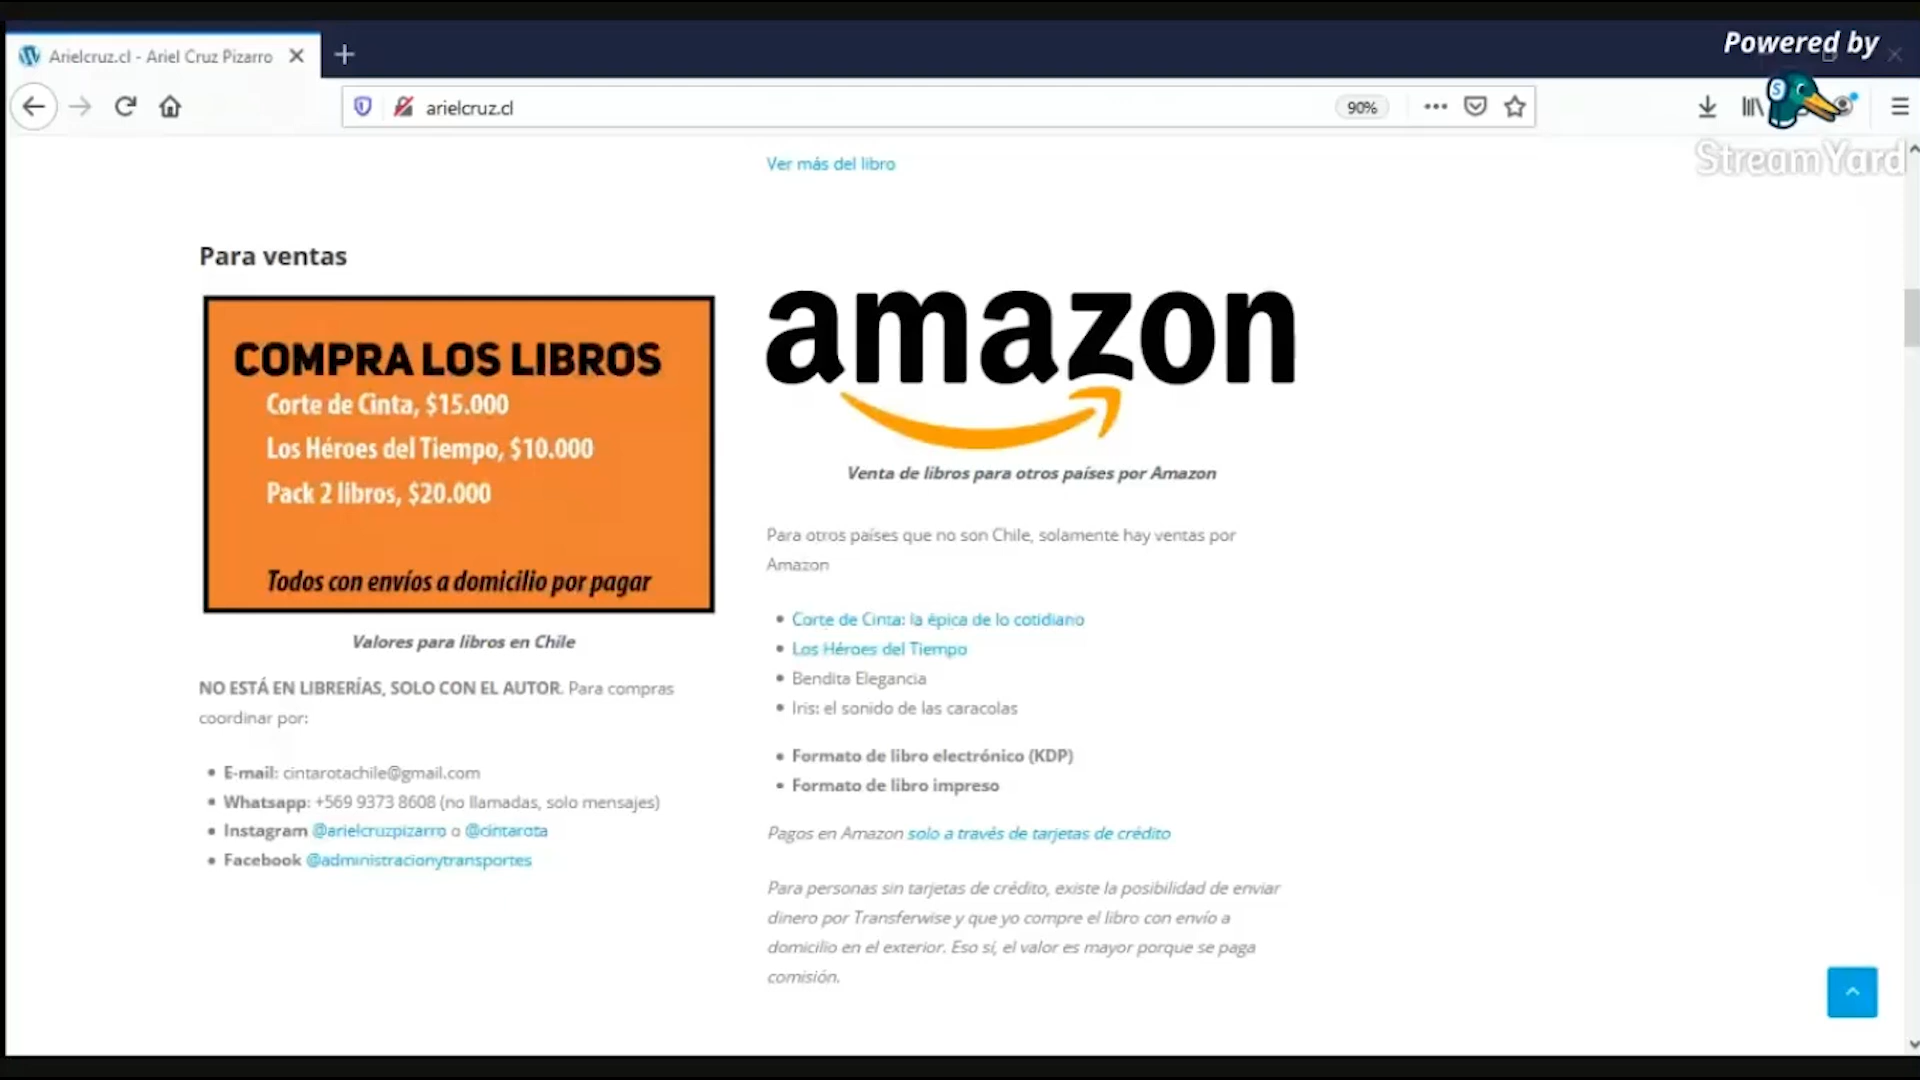 Powered by
StreamYard
Arielcruz.cl - Ariel Cruz Pizarro
arielcruz.cl
90%
Ver más del libro
Para ventas
COMPRA LOS LIBROS
Corte de Cinta, $15.000
Los Héroes del Tiempo, $10.000
Pack 2 libros, $20.000
Todos con envíos a domicilio por pagar
Valores para libros en Chile
NO ESTÁ EN LIBRERÍAS, SOLO CON EL AUTOR. Para compras
coordinar por:
E-mail: cintarotachile@gmail.com
Whatsapp: +569 9373 8608 (no llamadas, solo mensajes)
Instagram @arielcruzpizarro o @cintarota
Facebook @administracionytransportes
amazon
Venta de libros para otros países por Amazon
Para otros países que no son Chile, solamente hay ventas por
Amazon
Corte de Cinta: la épica de lo cotidiano
Los Héroes del Tiempo
Bendita Elegancia
Iris: el sonido de las caracolas
Formato de libro electrónico (KDP)
Formato de libro impreso
Pagos en Amazon solo a través de tarjetas de crédito
Para personas sin tarjetas de crédito, existe la posibilidad de enviar
dinero por Transferwise y que yo compre el libro con envío a
domicilio en el exterior. Eso sí, el valor es mayor porque se paga
comisión.